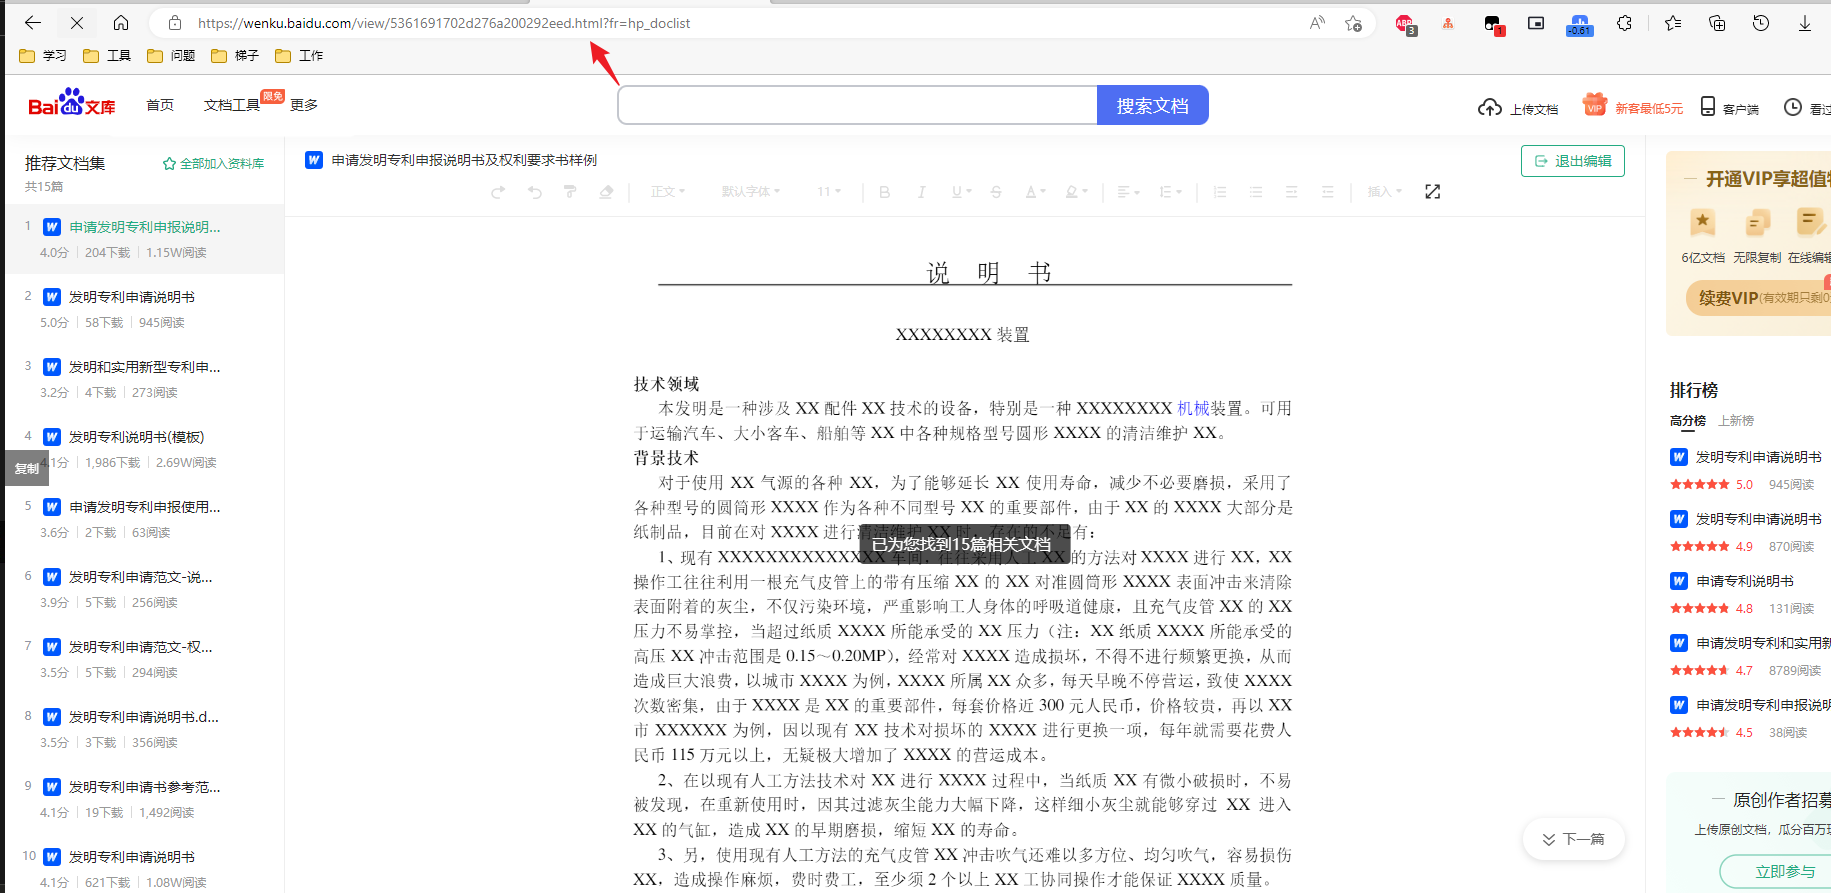 https://wenku.baidu.com/view/5361691702d276a200292eed.html?fr=hp_doclist
ABP
3
1
-0.61
学习
工具
问题
梯子
工作
Bai du 文库
首页
文档工具
限免
更多
搜索文档
上传文档
VIP
新客最低5元
客户端
看过
推荐文档集
全部加入资料库
共15篇
1 申请发明专利申报说明...
4.0分 | 204下载 | 1.15W阅读
2 发明专利申请说明书
5.0分 | 58下载 | 945阅读
3 发明和实用新型专利申...
3.2分 | 4下载 | 273阅读
4 发明专利说明书(模板)
4.1分 | 1,986下载 | 2.69W阅读
复制
5 申请发明专利申报使用...
3.6分 | 2下载 | 63阅读
6 发明专利申请范文-说...
3.9分 | 5下载 | 256阅读
7 发明专利申请范文-权...
3.5分 | 5下载 | 294阅读
8 发明专利申请说明书.d...
3.5分 | 3下载 | 356阅读
9 发明专利申请书参考范...
4.1分 | 19下载 | 1,492阅读
10 发明专利申请说明书
4.1分 | 621下载 | 1.08W阅读
申请发明专利申报说明书及权利要求书样例
退出编辑
正文
默认字体
11
插入
说 明 书
XXXXXXXX 装置
技术领域
本发明是一种涉及 XX 配件 XX 技术的设备，特别是一种 XXXXXXXX 机械装置。可用
于运输汽车、大小客车、船舶等 XX 中各种规格型号圆形 XXXX 的清洁维护 XX。
背景技术
对于使用 XX 气源的各种 XX，为了能够延长 XX 使用寿命，减少不必要磨损，采用了
各种型号的圆筒形 XXXX 作为各种不同型号 XX 的重要部件，由于 XX 的 XXXX 大部分是
纸制品，目前在对 XXXX 进行清洁维护 XX 时，存在的不足有：
已为您找到15篇相关文档
1、现有 XXXXXXXXXXXXXX 车间，往往采用人工 XX 的方法对 XXXX 进行 XX，XX
操作工往往利用一根充气皮管上的带有压缩 XX 的 XX 对准圆筒形 XXXX 表面冲击来清除
表面附着的灰尘，不仅污染环境，严重影响工人身体的呼吸道健康，且充气皮管 XX 的 XX
压力不易掌控，当超过纸质 XXXX 所能承受的 XX 压力（注：XX 纸质 XXXX 所能承受的
高压 XX 冲击范围是 0.15～0.20MP），经常对 XXXX 造成损坏，不得不进行频繁更换，从而
造成巨大浪费，以城市 XXXX 为例，XXXX 所属 XX 众多，每天早晚不停营运，致使 XXXX
次数密集，由于 XXXX 是 XX 的重要部件，每套价格近 300 元人民币，价格较贵，再以 XX
市 XXXXXX 为例，因以现有 XX 技术对损坏的 XXXX 进行更换一项，每年就需要花费人
民币 115 万元以上，无疑极大增加了 XXXX 的营运成本。
2、在以现有人工方法技术对 XX 进行 XXXX 过程中，当纸质 XX 有微小破损时，不易
被发现，在重新使用时，因其过滤灰尘能力大幅下降，这样细小灰尘就能够穿过 XX 进入
XX 的气缸，造成 XX 的早期磨损，缩短 XX 的寿命。
3、另，使用现有人工方法的充气皮管 XX 冲击吹气还难以多方位、均匀吹气，容易损伤
XX，造成操作麻烦，费时费工，至少须 2 个以上 XX 工协同操作才能保证 XXXX 质量。
下一篇
开通VIP享超值
6亿文档 无限复制 在线编辑
续费VIP(有效期只剩0
排行榜
高分榜 上新榜
发明专利申请说明书
5.0 945阅读
发明专利申请说明书
4.9 870阅读
申请专利说明书
4.8 131阅读
申请发明专利和实用新
4.7 8789阅读
申请发明专利申报说明
4.5 38阅读
原创作者招募
上传原创文档，瓜分百万
立即参与